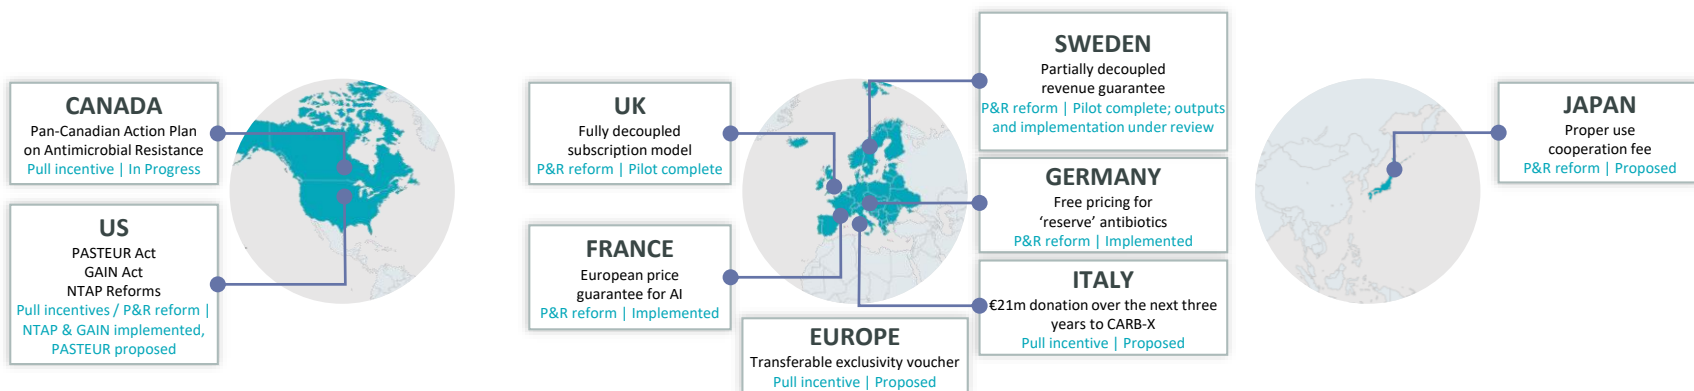 CANADA
Pan-Canadian Action Plan
on Antimicrobial Resistance
Pull incentive | In Progress
US
PASTEUR Act
GAIN Act
NTAP Reforms
Pull incentives / P&R reform |
NTAP & GAIN implemented,
PASTEUR proposed
UK
Fully decoupled
subscription model
P&R reform | Pilot complete
FRANCE
European price
guarantee for AI
P&R reform | Implemented
EUROPE
Transferable exclusivity voucher
Pull incentive | Proposed
SWEDEN
Partially decoupled
revenue guarantee
P&R reform | Pilot complete; outputs
and implementation under review
GERMANY
Free pricing for
‘reserve’ antibiotics
P&R reform | Implemented
ITALY
€21m donation over the next three
years to CARB-X
Pull incentive | Proposed
JAPAN
Proper use
cooperation fee
P&R reform | Proposed